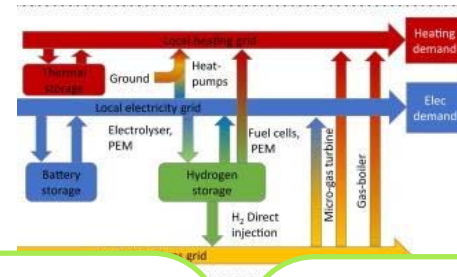 Local heating grid
Heating
demand
Thermal
storage
Ground
Heat-
pumps
Local electricity grid
Elec
demand
Electrolyser,
PEM
Fuel cells,
PEM
Battery
storage
Hydrogen
storage
Micro-gas turbine
Gas-boiler
H₂ Direct
injection
grid